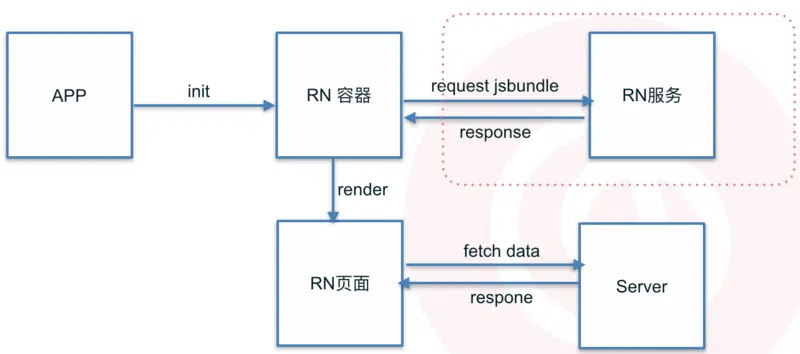 APP
init
RN 容器
request jsbundle
response
RN服务
render
RN页面
fetch data
respone
Server